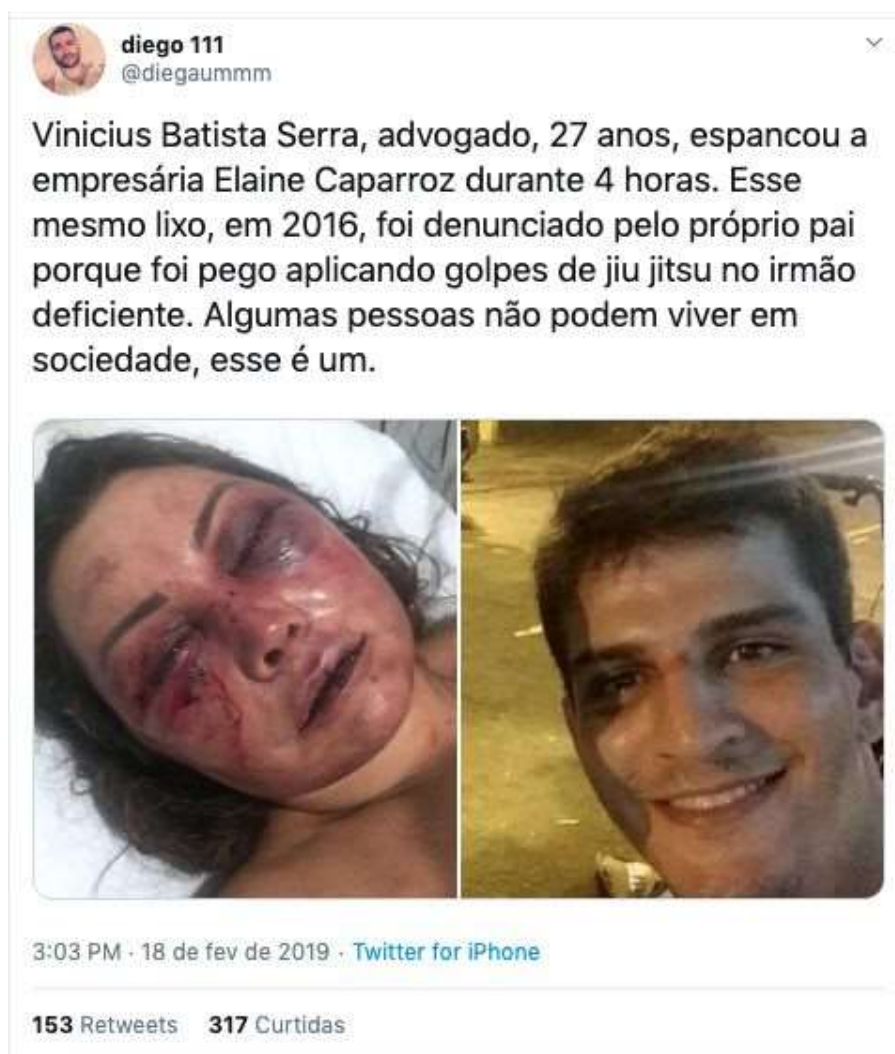 diego 111
@diegaummm
Vinicius Batista Serra, advogado, 27 anos, espancou a
empresária Elaine Caparroz durante 4 horas. Esse
mesmo lixo, em 2016, foi denunciado pelo próprio pai
porque foi pego aplicando golpes de jiu jitsu no irmão
deficiente. Algumas pessoas não podem viver em
sociedade, esse é um.
3:03 PM · 18 de fev de 2019 · Twitter for iPhone
153 Retweets 317 Curtidas